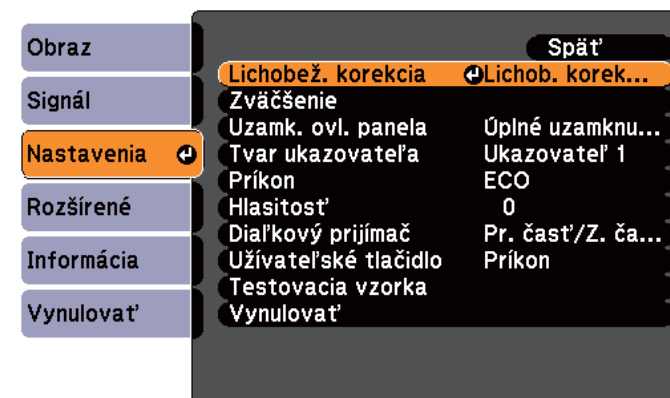 Obraz
Signál
Nastavenia
Rozšírené
Informácia
Vynulovať
Späť
Lichobež. korekcia Lichob. korek...
Zväčšenie
Uzamk. ovl. panela Úplné uzamknu...
Tvar ukazovateľa Ukazovateľ 1
Príkon ECO
Hlasitosť 0
Diaľkový prijímač Pr. časť/Z. ča...
Užívateľské tlačidlo Príkon
Testovacia vzorka
Vynulovať